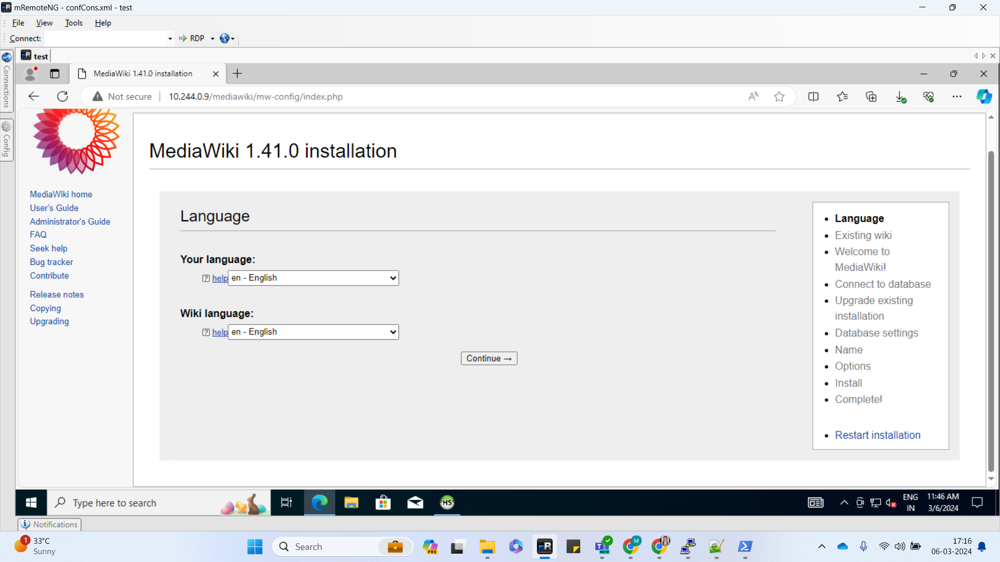 mRemoteNG - confCons.xml - test
File View Tools Help
Connect: RDP
test
Connections
Config
MediaWiki 1.41.0 installation
Not secure 10.244.0.9/mediawiki/mw-config/index.php
MediaWiki home
User's Guide
Administrator's Guide
FAQ
Seek help
Bug tracker
Contribute
Release notes
Copying
Upgrading
MediaWiki 1.41.0 installation
Language
Your language:
? help en - English
Wiki language:
? help en - English
Continue →
Language
Existing wiki
Welcome to
MediaWiki!
Connect to database
Upgrade existing
installation
Database settings
Name
Options
Install
Complete!
Restart installation
Type here to search
HS
ENG
IN
11:46 AM
3/6/2024
Notifications
1
33°C
Sunny
Search
PRE
mR
NEW
M
17:16
06-03-2024